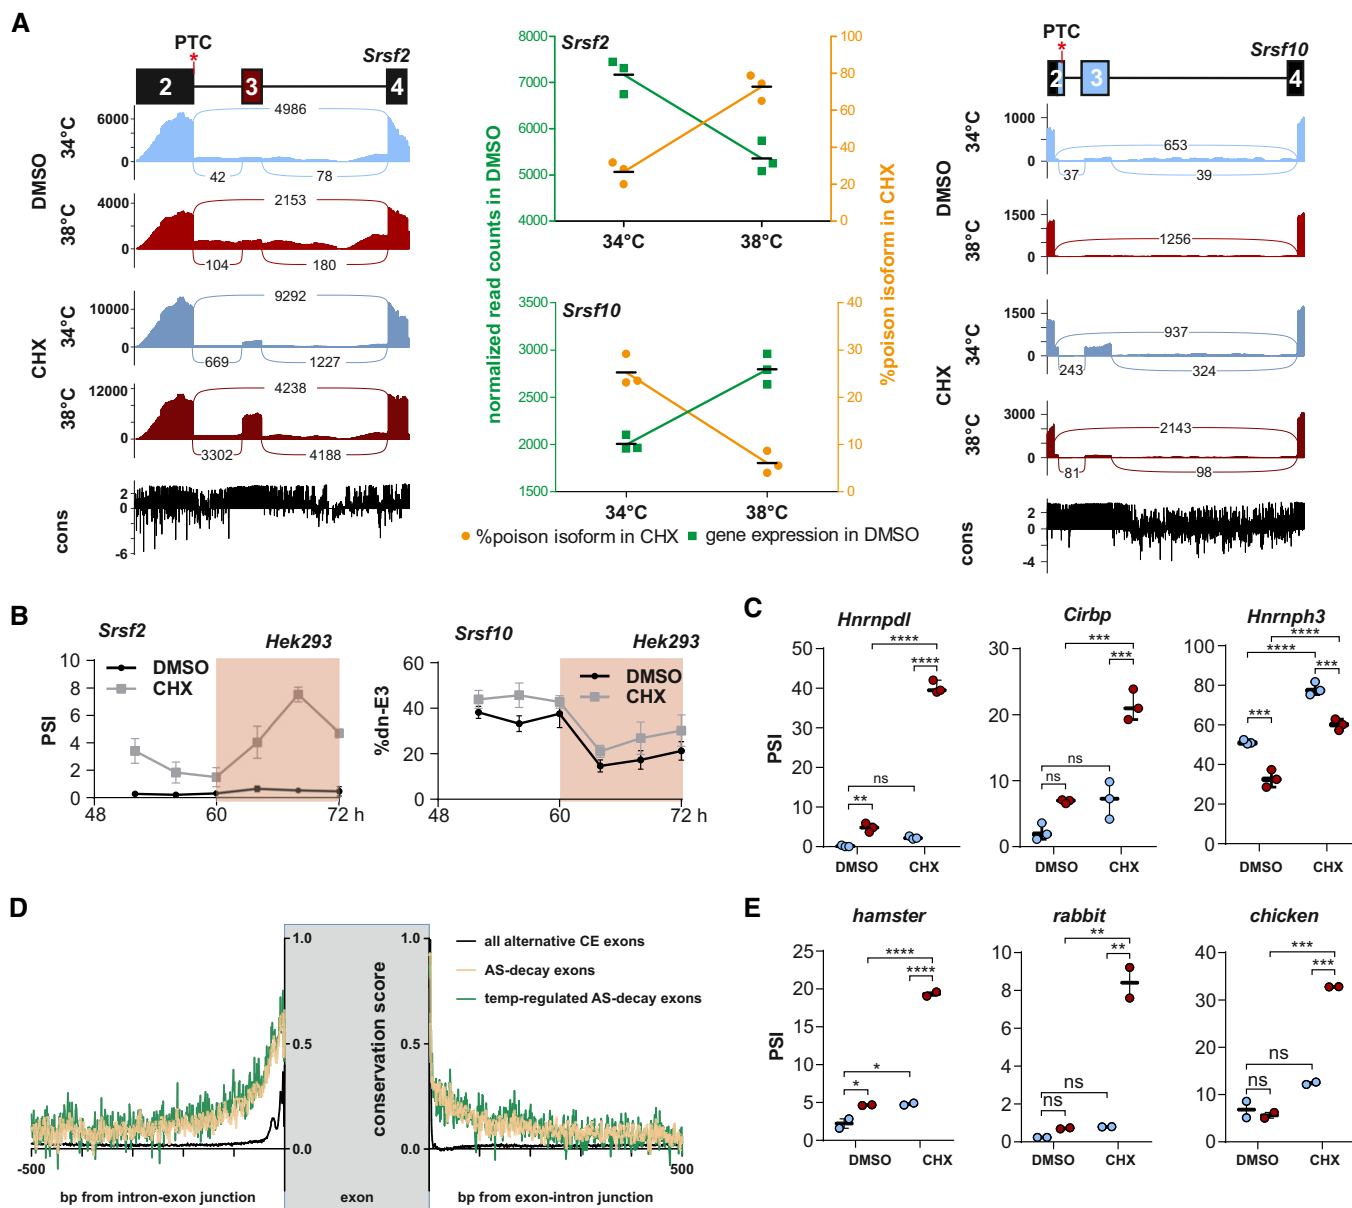 A
PTC
*
Srsf2
2
3
4
DMSO
34°C
6000
0
4986
42
78
38°C
4000
0
2153
104
180
CHX
34°C
10000
0
9292
669
1227
38°C
12000
0
4238
3302
4188
cons
2
0
-6
normalized read counts in DMSO
8000
7000
6000
5000
4000
Srsf2
100
80
60
40
20
0
34°C
38°C
%poison isoform in CHX
3500
3000
2500
2000
1500
Srsf10
40
30
20
10
0
34°C
38°C
%poison isoform in CHX
gene expression in DMSO
PTC
*
Srsf10
2
3
4
DMSO
34°C
1000
0
653
37
39
38°C
1500
0
1256
CHX
34°C
1500
0
937
243
324
38°C
3000
0
2143
81
98
cons
2
0
-4
B
Srsf2
Hek293
PSI
10
8
6
4
2
0
DMSO
CHX
48
60
72 h
Srsf10
Hek293
%dn-E3
60
40
20
0
DMSO
CHX
48
60
72 h
C
Hnrnpdl
PSI
50
40
30
20
10
0
****
****
ns
**
DMSO
CHX
Cirbp
30
20
10
0
***
***
ns
ns
DMSO
CHX
Hnrnph3
100
80
60
40
20
0
****
****
***
***
DMSO
CHX
D
conservation score
1.0
0.5
0.0
1.0
0.5
0.0
all alternative CE exons
AS-decay exons
temp-regulated AS-decay exons
-500
500
bp from intron-exon junction
exon
bp from exon-intron junction
E
hamster
PSI
25
20
15
10
5
0
****
****
*
*
DMSO
CHX
rabbit
10
8
6
4
2
0
**
**
ns
ns
DMSO
CHX
chicken
40
30
20
10
0
***
***
ns
ns
DMSO
CHX